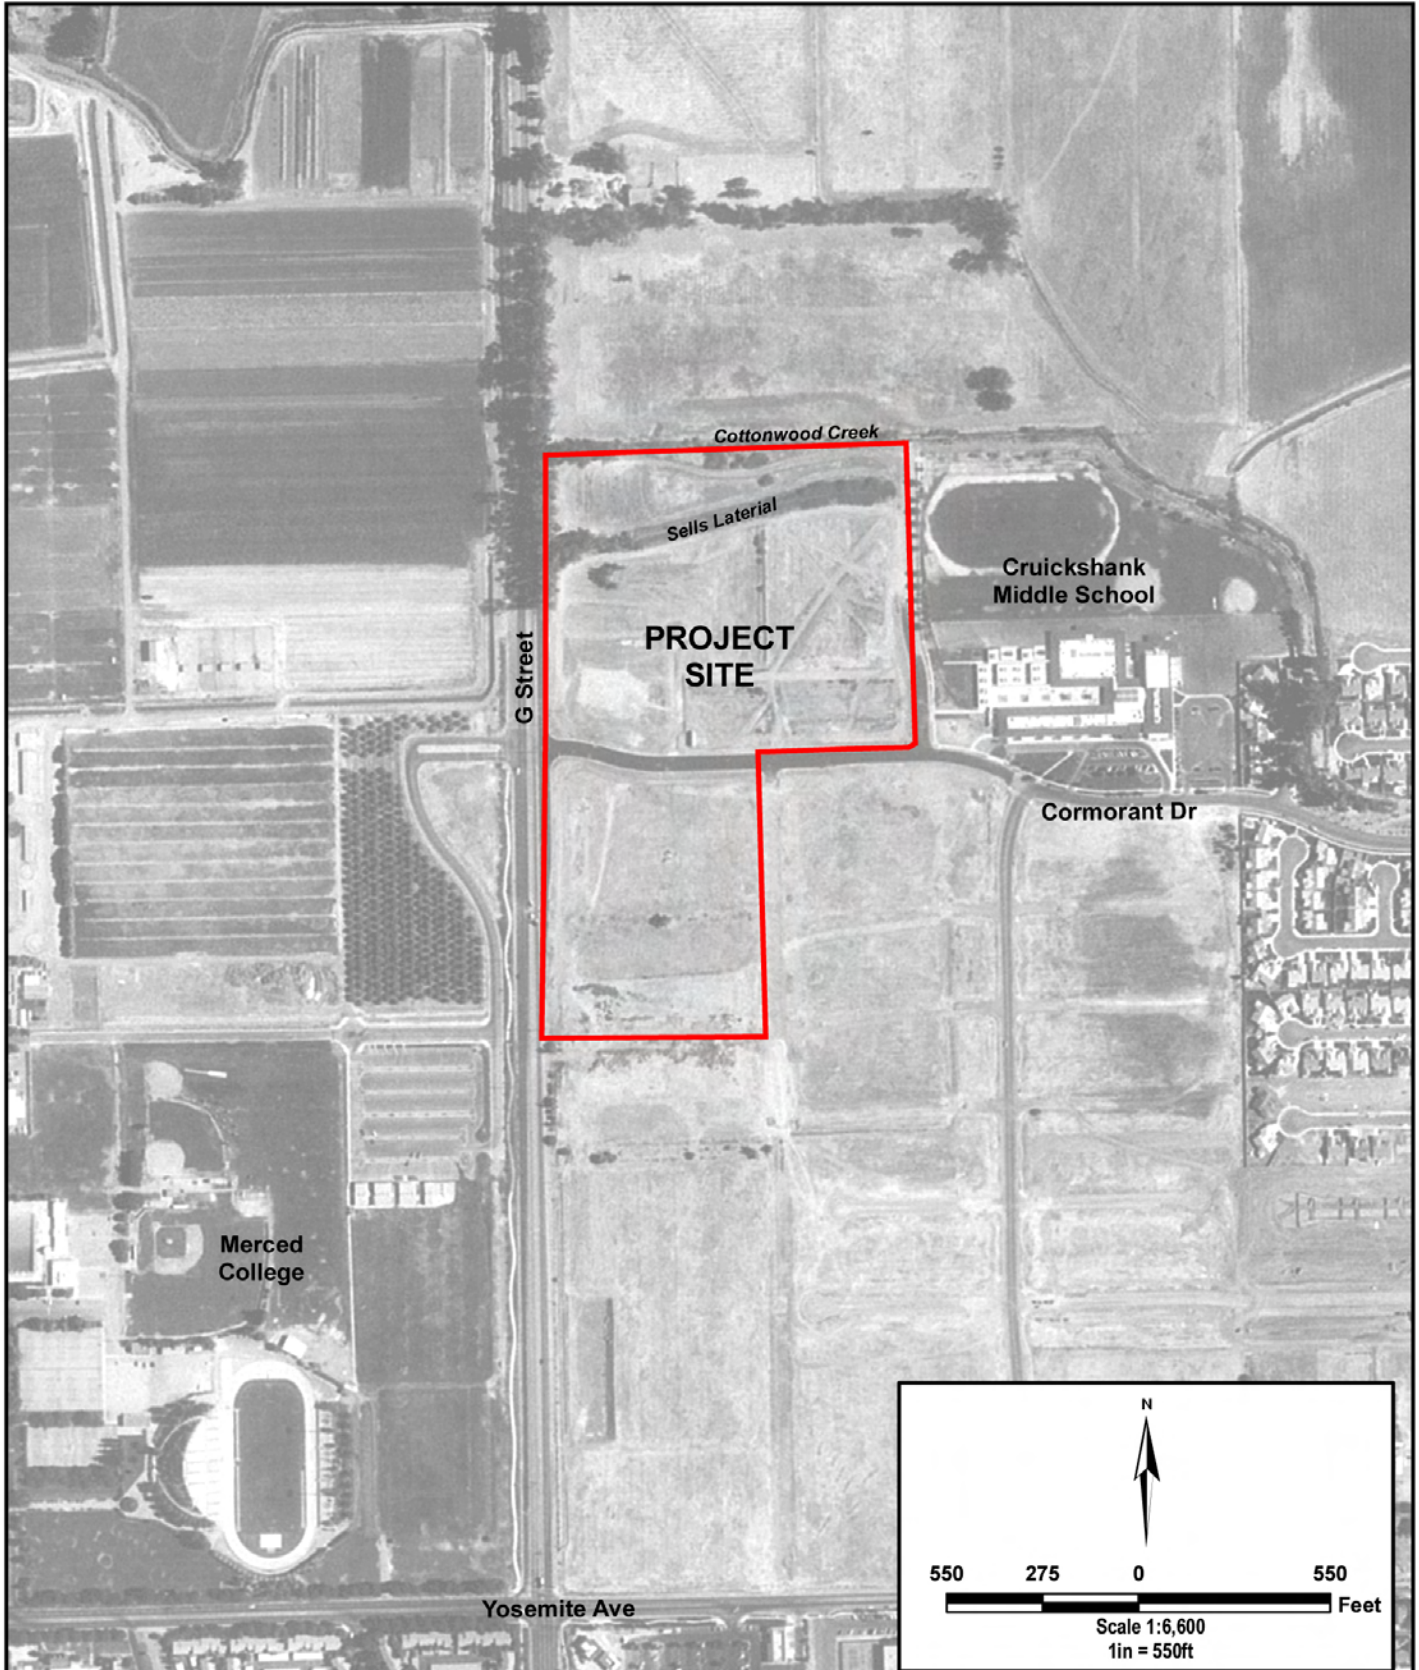 Cottonwood Creek
Sells Laterial
Cruickshank
Middle School
PROJECT
SITE
G Street
Cormorant Dr
Merced
College
N
550 275 0 550
Feet
Yosemite Ave
Scale 1:6,600
1in = 550ft